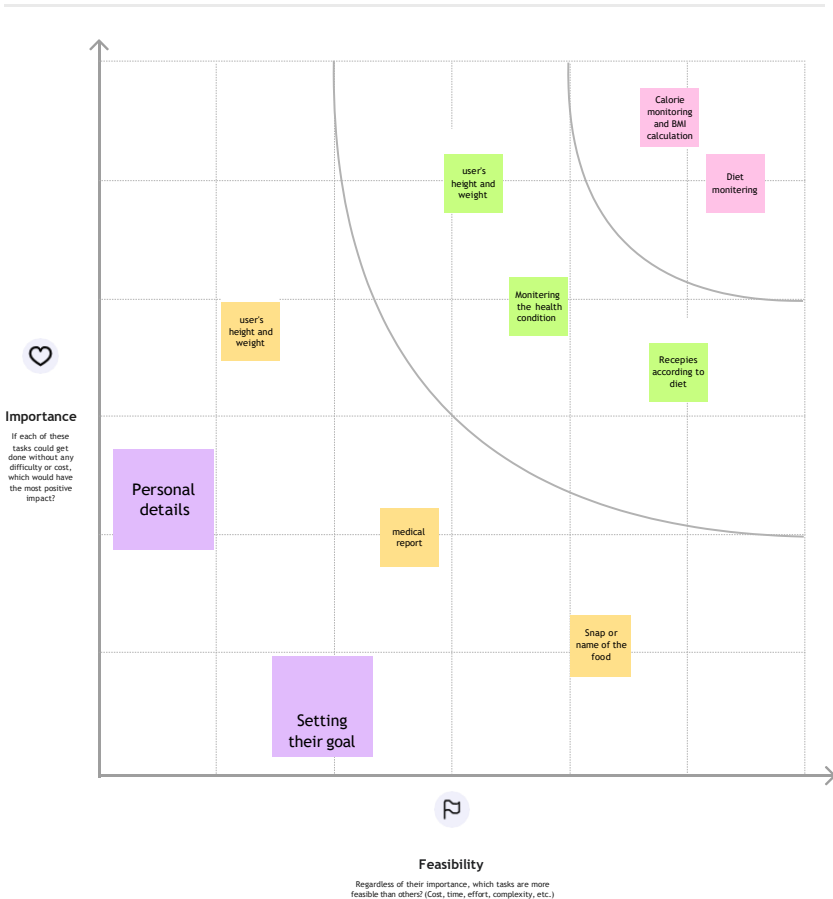 Calorie
monitoring
and BMI
calculation
Diet
monitering
user's
height and
weight
Monitering
the health
condition
user's
height and
weight
Recepies
according to
diet
Importance
If each of these
tasks could get
done without any
difficulty or cost,
which would have
the most positive
impact?
Personal
details
medical
report
Snap or
name of the
food
Setting
their goal
Feasibility
Regardless of their importance, which tasks are more
feasible than others? (Cost, time, effort, complexity, etc.)